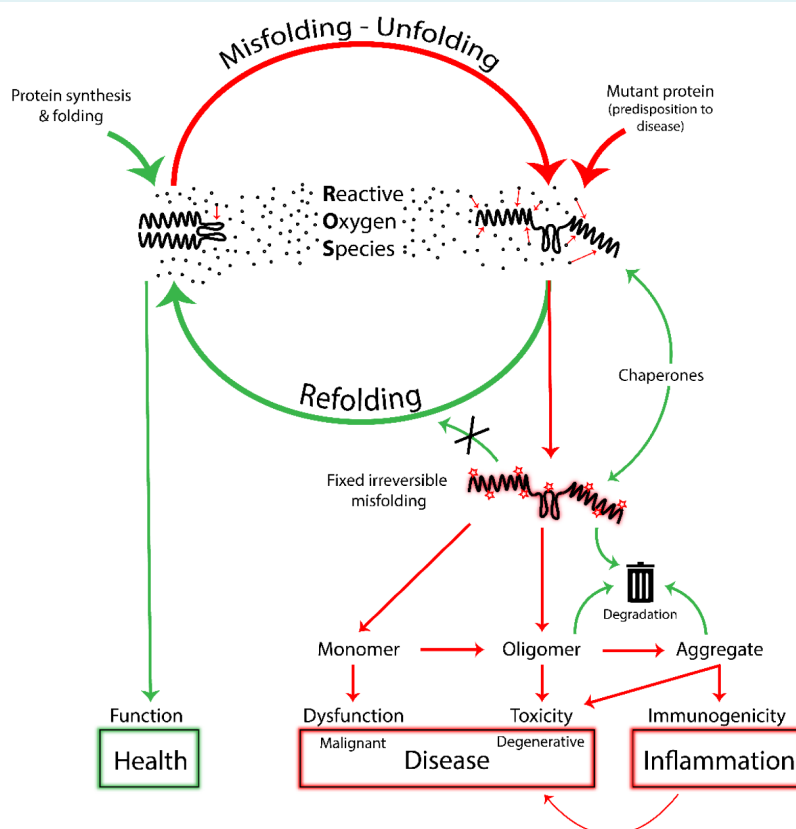 Misfolding - Unfolding
Protein synthesis
& folding
Mutant protein
(predisposition to
disease)
Reactive
Oxygen
Species
Chaperones
Refolding
Fixed irreversible
misfolding
Degradation
Monomer
Oligomer
Aggregate
Function
Dysfunction
Toxicity
Immunogenicity
Malignant
Degenerative
Health
Disease
Inflammation